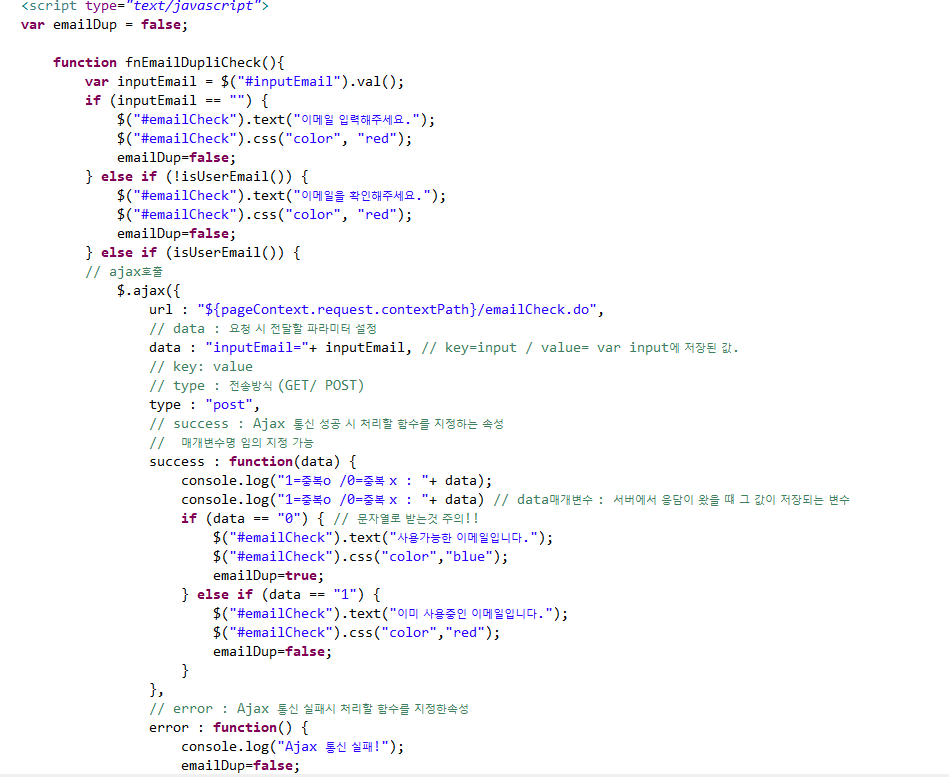 <script type="text/javascript">
var emailDup = false;
function fnEmailDupliCheck(){
var inputEmail = $("#inputEmail").val();
if (inputEmail == "") {
$("#emailCheck").text("이메일 입력해주세요.");
$("#emailCheck").css("color", "red");
emailDup=false;
} else if (!isUserEmail()) {
$("#emailCheck").text("이메일을 확인해주세요.");
$("#emailCheck").css("color", "red");
emailDup=false;
} else if (isUserEmail()) {
// ajax호출
$.ajax({
url : "${pageContext.request.contextPath}/emailCheck.do",
// data : 요청 시 전달할 파라미터 설정
data : "inputEmail="+ inputEmail, // key=input / value= var input에 저장된 값.
// key: value
// type : 전송방식 (GET/ POST)
type : "post",
// success : Ajax 통신 성공 시 처리할 함수를 지정하는 속성
// 매개변수명 임의 지정 가능
success : function(data) {
console.log("1=중복o /0=중복 x : "+ data);
console.log("1=중복o /0=중복 x : "+ data) // data매개변수 : 서버에서 응답이 왔을 때 그 값이 저장되는 변수
if (data == "0") { // 문자열로 받는것 주의!!
$("#emailCheck").text("사용가능한 이메일입니다.");
$("#emailCheck").css("color","blue");
emailDup=true;
} else if (data == "1") {
$("#emailCheck").text("이미 사용중인 이메일입니다.");
$("#emailCheck").css("color","red");
emailDup=false;
}
},
// error : Ajax 통신 실패시 처리할 함수를 지정한속성
error : function() {
console.log("Ajax 통신 실패!");
emailDup=false;